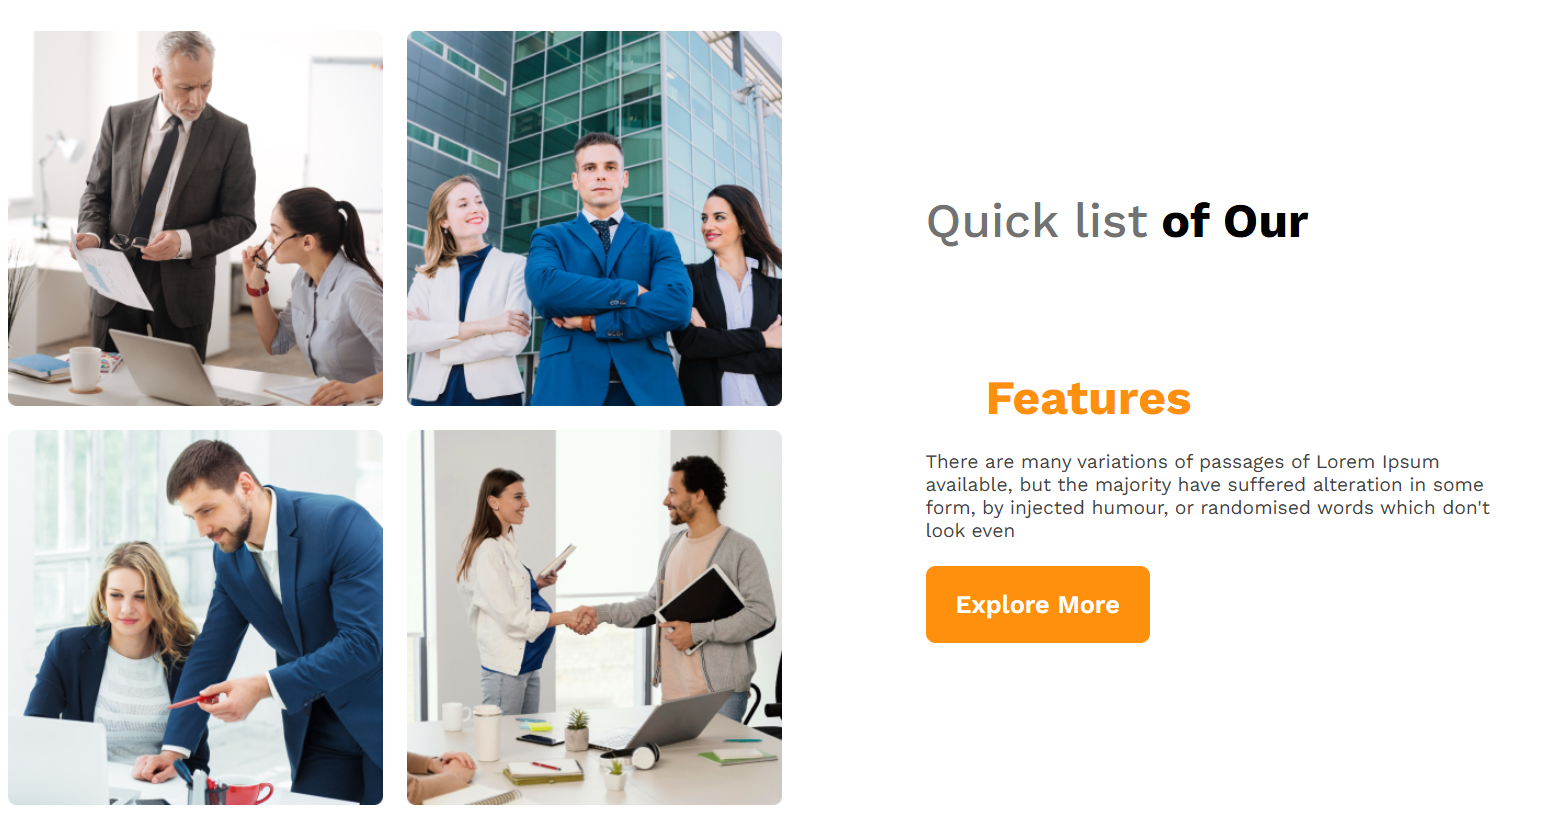 Quick list of Our
Features
There are many variations of passages of Lorem Ipsum
available, but the majority have suffered alteration in some
form, by injected humour, or randomised words which don't
look even
Explore More